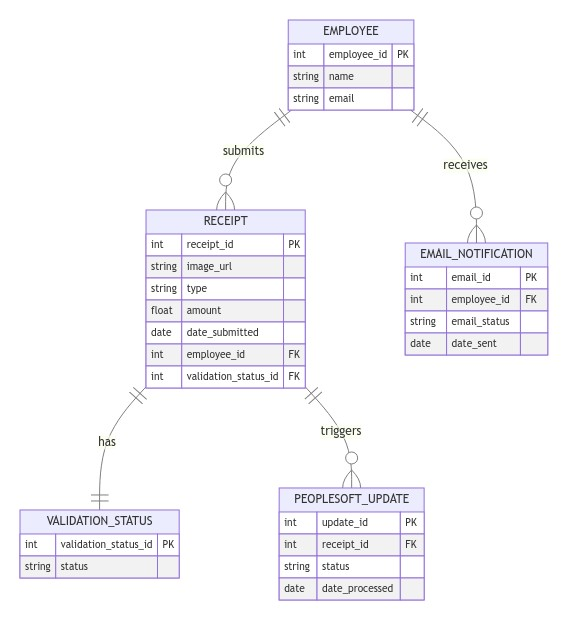 EMPLOYEE
int employee_id PK
string name
string email
submits
receives
RECEIPT
int receipt_id PK
string image_url
string type
float amount
date date_submitted
int employee_id FK
int validation_status_id FK
EMAIL_NOTIFICATION
int email_id PK
int employee_id FK
string email_status
date date_sent
has
triggers
VALIDATION_STATUS
int validation_status_id PK
string status
PEOPLESOFT_UPDATE
int update_id PK
int receipt_id FK
string status
date date_processed